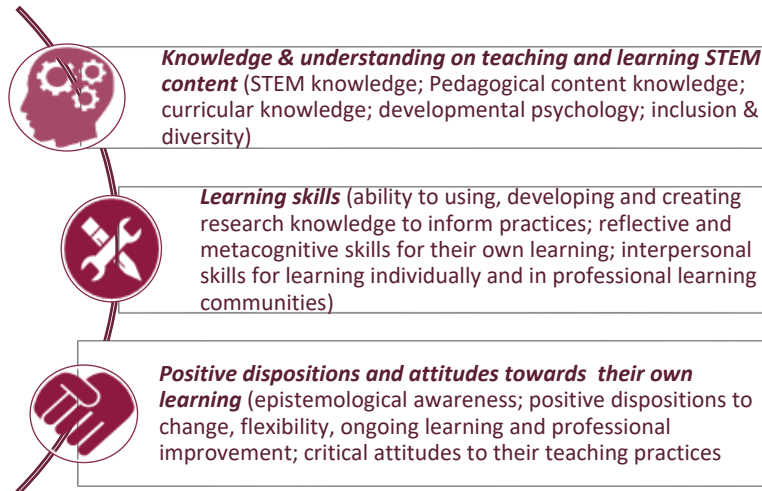 Knowledge & understanding on teaching and learning STEM
content (STEM knowledge; Pedagogical content knowledge;
curricular knowledge; developmental psychology; inclusion &
diversity)
Learning skills (ability to using, developing and creating
research knowledge to inform practices; reflective and
metacognitive skills for their own learning; interpersonal
skills for learning individually and in professional learning
communities)
Positive dispositions and attitudes towards their own
learning (epistemological awareness; positive dispositions to
change, flexibility, ongoing learning and professional
improvement; critical attitudes to their teaching practices